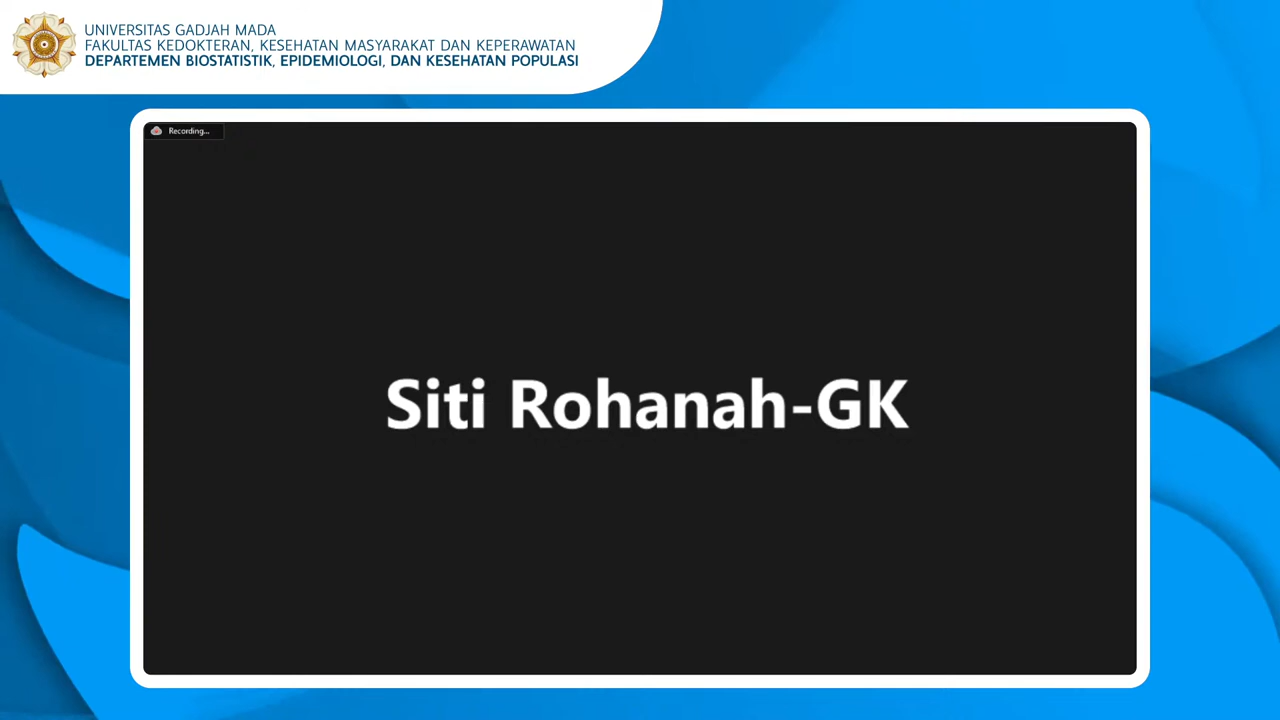 UNIVERSITAS GADJAH MADA
FAKULTAS KEDOKTERAN, KESEHATAN MASYARAKAT DAN KEPERAWATAN
DEPARTEMEN BIOSTATISTIK, EPIDEMIOLOGI, DAN KESEHATAN POPULASI
Recording...
Siti Rohanah-GK